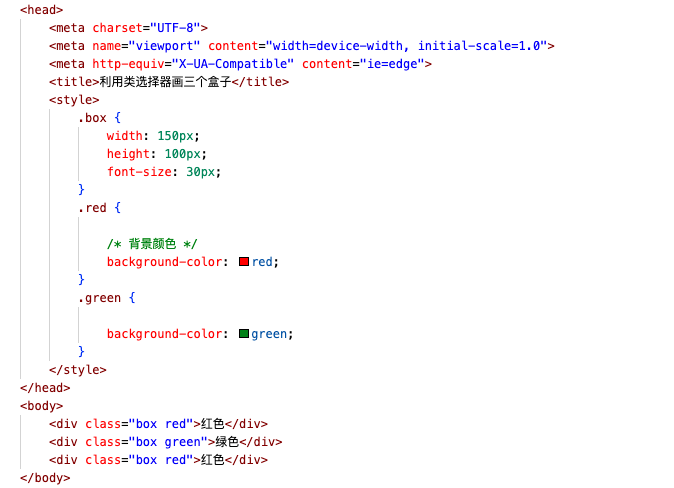 <head>
<meta charset="UTF-8">
<meta name="viewport" content="width=device-width, initial-scale=1.0">
<meta http-equiv="X-UA-Compatible" content="ie=edge">
<title>利用类选择器画三个盒子</title>
<style>
.box {
width: 150px;
height: 100px;
font-size: 30px;
}
.red {
/* 背景颜色 */
background-color: red;
}
.green {
background-color: green;
}
</style>
</head>
<body>
<div class="box red">红色</div>
<div class="box green">绿色</div>
<div class="box red">红色</div>
</body>